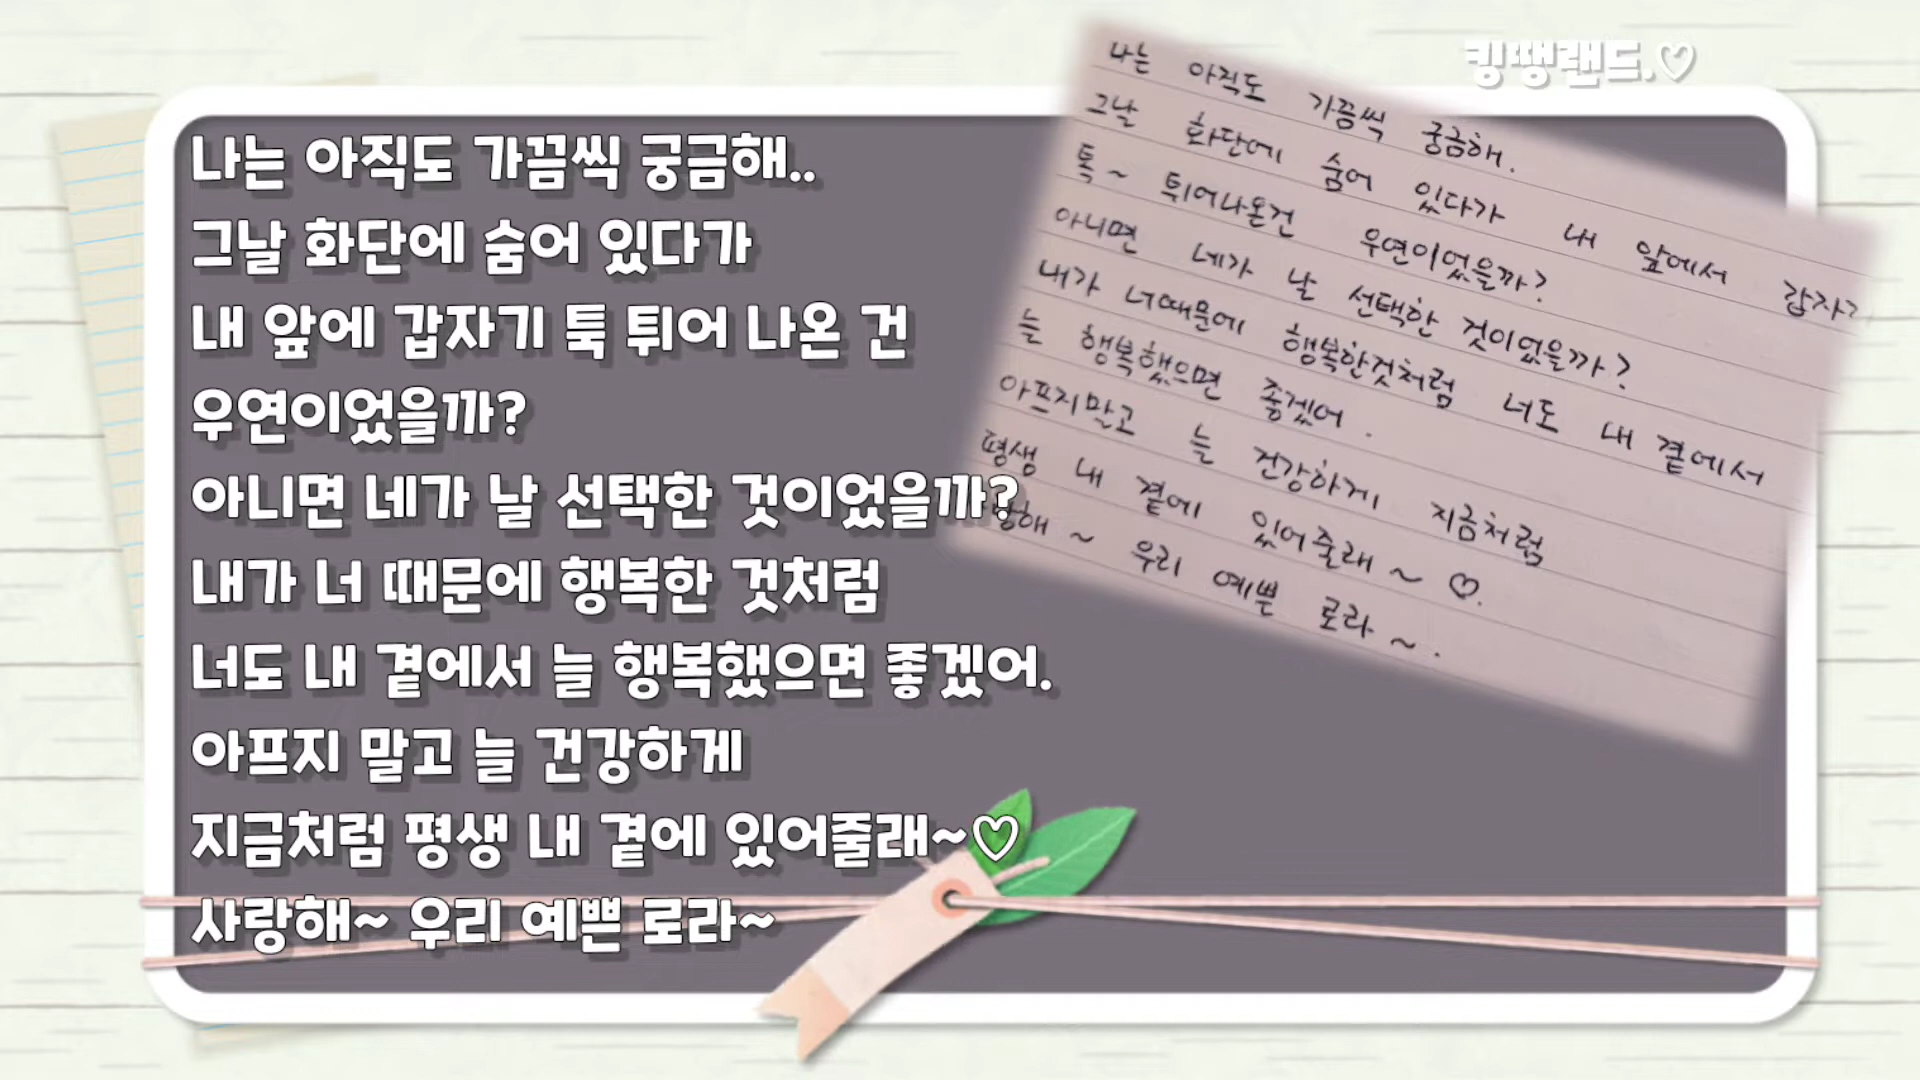 킹땡랜드.♡
나는 아직도 가끔씩 궁금해..
그날 화단에 숨어 있다가
내 앞에 갑자기 툭 튀어 나온 건
우연이었을까?
아니면 네가 날 선택한 것이었을까?
내가 너 때문에 행복한 것처럼
너도 내 곁에서 늘 행복했으면 좋겠어.
아프지 말고 늘 건강하게
지금처럼 평생 내 곁에 있어줄래~♡
사랑해~ 우리 예쁜 로라~
나는 아직도 가끔씩 궁금해.
그날 화단에 숨어 있다가 내 앞에서 갑자기
툭~ 튀어나온건 우연이었을까?
아니면 네가 날 선택한 것이었을까?
내가 너때문에 행복한것처럼 너도 내 곁에서
늘 행복했으면 좋겠어.
아프지말고 늘 건강하게 지금처럼
평생 내 곁에 있어줄래~ ♡.
랑해~ 우리 예쁜 로라~.